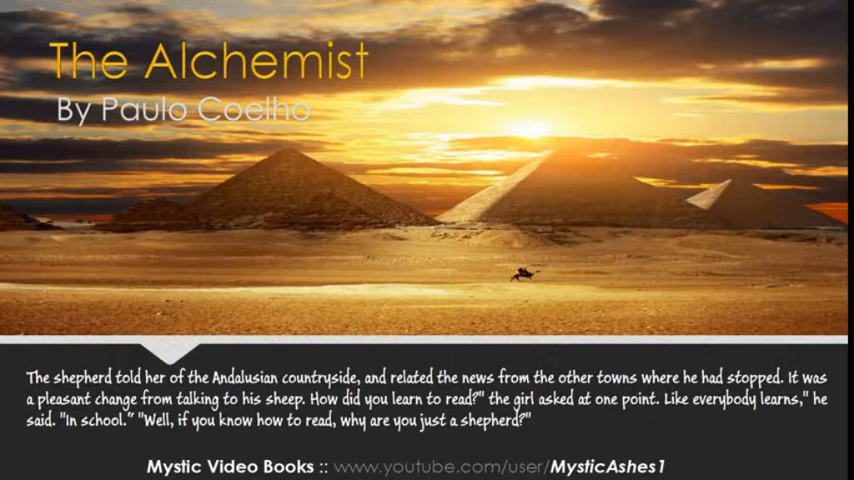 The Alchemist
By Paulo Coelho
The shepherd told her of the Andalusian countryside, and related the news from the other towns where he had stopped. It was
a pleasant change from talking to his sheep. How did you learn to read?" the girl asked at one point. Like everybody learns," he
said. "In school." "Well, if you know how to read, why are you just a shepherd?"
Mystic Video Books :: www.youtube.com/user/MysticAshes1